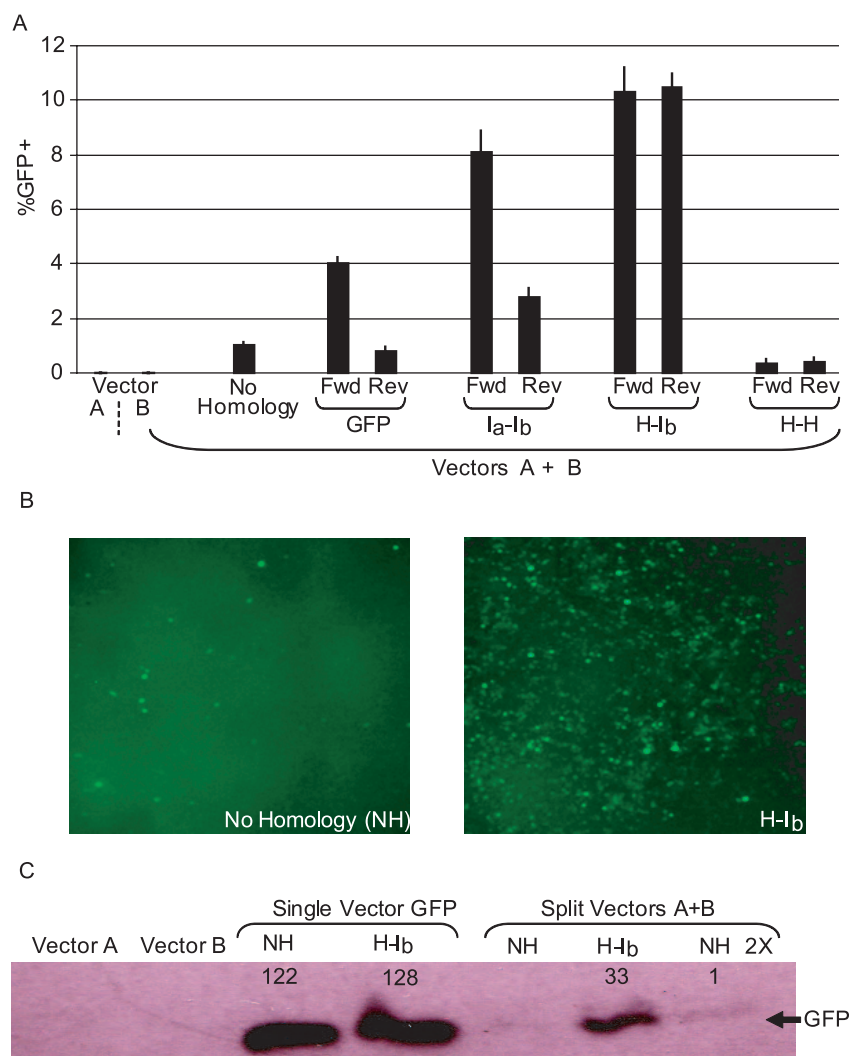 A
12
10
8
6
4
2
0
%GFP+
Vector
A
B
No
Homology
Fwd Rev
GFP
Fwd Rev
Ia-Ib
Fwd Rev
H-Ib
Fwd Rev
H-H
Vectors A + B
B
No Homology (NH)
H-Ib
C
Single Vector GFP
Split Vectors A+B
Vector A
Vector B
NH
H-Ib
NH
H-Ib
NH 2X
122
128
33
1
GFP